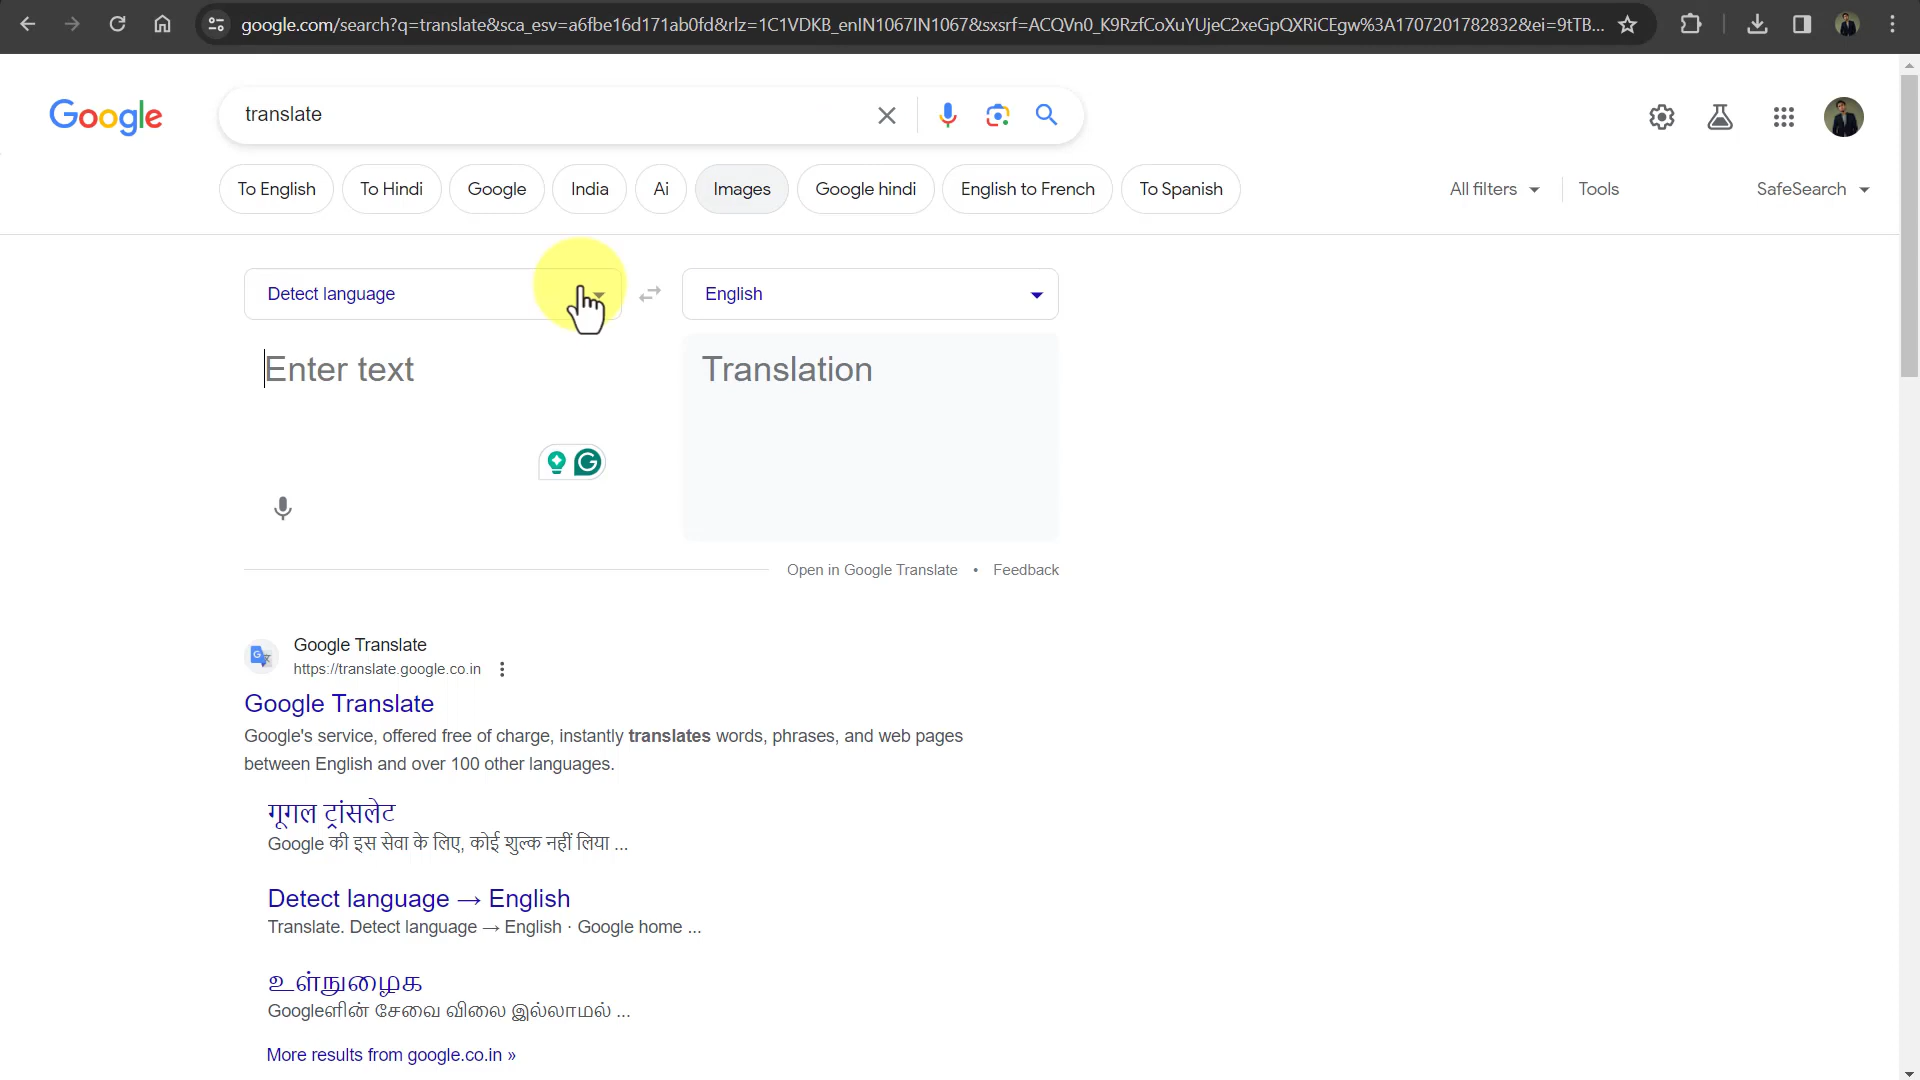 google.com/search?q=translate&sca_esv=a6fbe16d171ab0fd&rlz=1C1VDKB_enIN1067IN1067&sxsrf=ACQVn0_K9RzfCoXuYUjeC2xeGpQXRiCEgw%3A1707201782832&ei=9tTB...
Google
translate
To English
To Hindi
Google
India
Ai
Images
Google hindi
English to French
To Spanish
All filters
Tools
SafeSearch
Detect language
English
Enter text
Translation
Open in Google Translate • Feedback
Google Translate
https://translate.google.co.in
Google Translate
Google's service, offered free of charge, instantly translates words, phrases, and web pages
between English and over 100 other languages.
गूगल ट्रांसलेट
Google की इस सेवा के लिए, कोई शुल्क नहीं लिया ...
Detect language → English
Translate. Detect language → English · Google home ...
உள்நுழைக
Googleளின் சேவை விலை இல்லாமல் ...
More results from google.co.in »